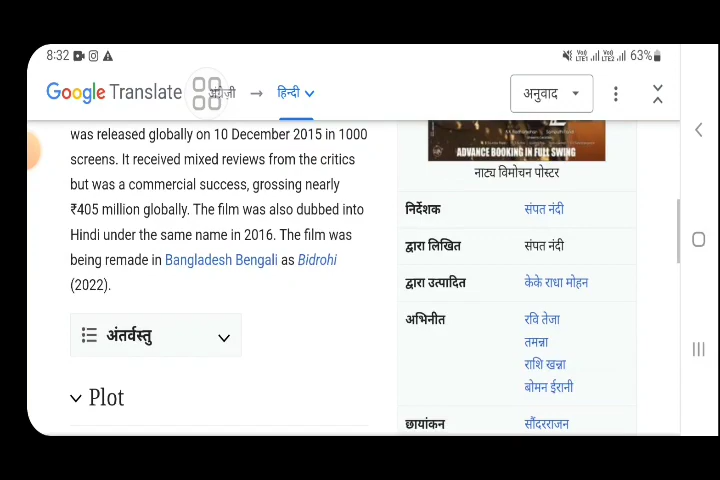 8:32
63%
Google Translate
→ हिन्दी
अनुवाद
was released globally on 10 December 2015 in 1000
screens. It received mixed reviews from the critics
but was a commercial success, grossing nearly
₹405 million globally. The film was also dubbed into
Hindi under the same name in 2016. The film was
being remade in Bangladesh Bengali as Bidrohi
(2022).
अंतर्वस्तु
Plot
ADVANCE BOOKING IN FULL SWING
नाट्य विमोचन पोस्टर
निर्देशक संपत नंदी
द्वारा लिखित संपत नंदी
द्वारा उत्पादित केके राधा मोहन
अभिनीत रवि तेजा
तमन्ना
राशि खन्ना
बोमन ईरानी
छायांकन सौंदरराजन